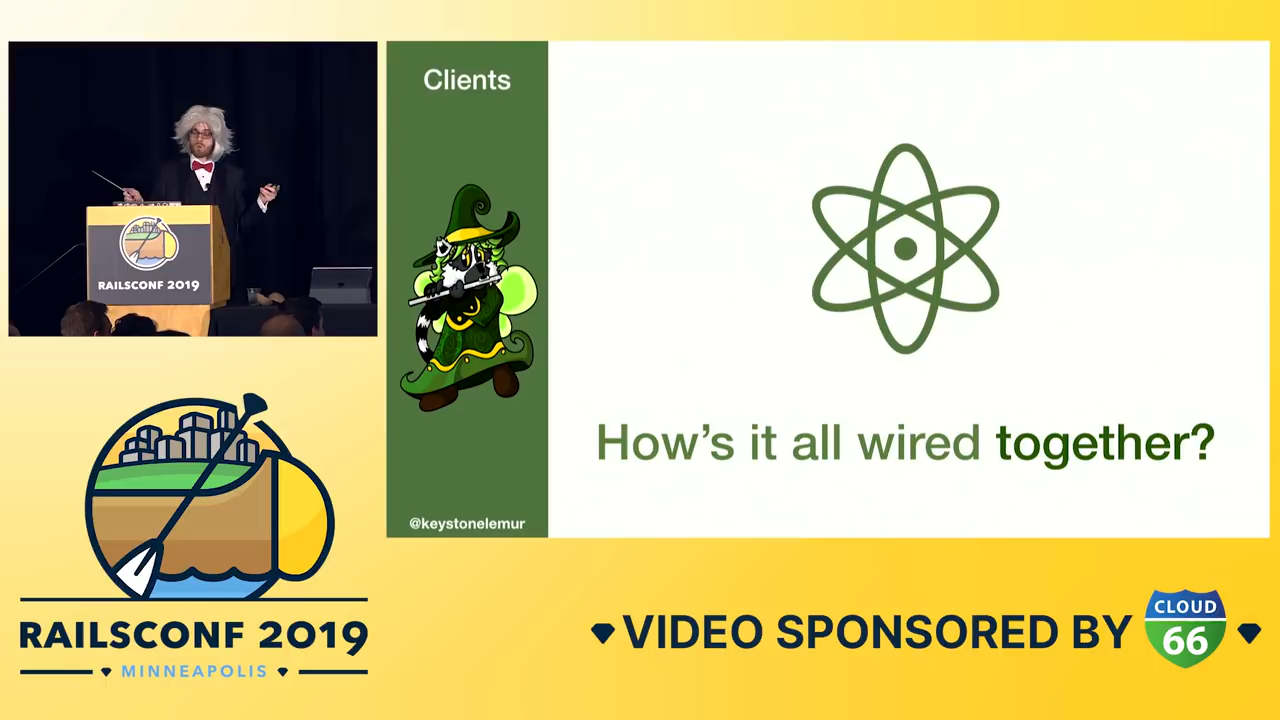 Clients
How's it all wired together?
@keystonelemur
RAILSCONF 2019
RAILSCONF 2019
MINNEAPOLIS
VIDEO SPONSORED BY
CLOUD
66